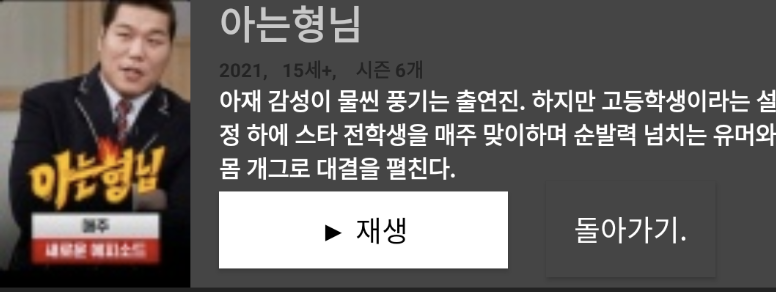 아는형님
2021, 15세+, 시즌 6개
아재 감성이 물씬 풍기는 출연진. 하지만 고등학생이라는 설
정 하에 스타 전학생을 매주 맞이하며 순발력 넘치는 유머와
몸 개그로 대결을 펼친다.
아는형님
매주
새로운 에피소드
► 재생
돌아가기.